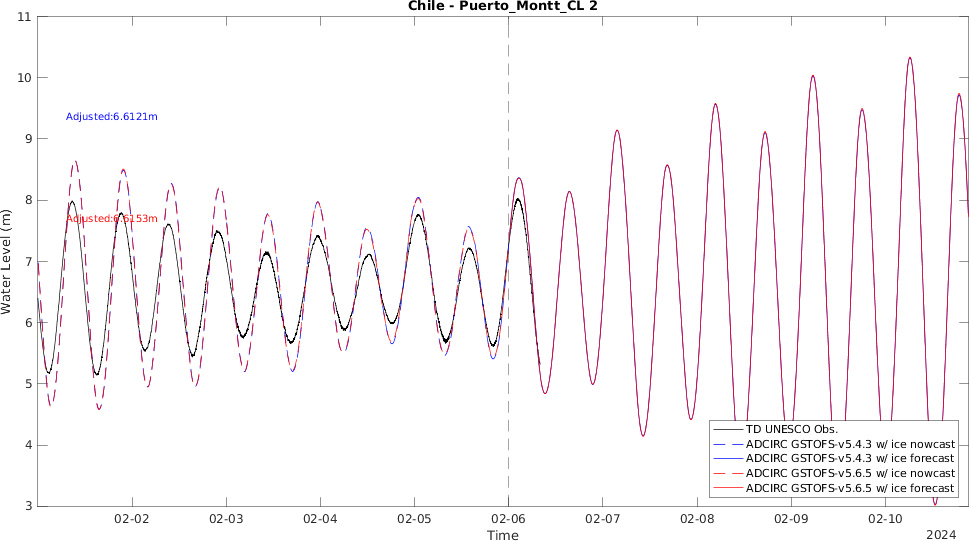 Chile - Puerto_Montt_CL 2
11
10
9
8
7
6
5
4
3
Water Level (m)
Adjusted:6.6121m
Adjusted:6.6153m
TD UNESCO Obs.
ADCIRC GSTOFS-v5.4.3 w/ ice nowcast
ADCIRC GSTOFS-v5.4.3 w/ ice forecast
ADCIRC GSTOFS-v5.6.5 w/ ice nowcast
ADCIRC GSTOFS-v5.6.5 w/ ice forecast
02-02 02-03 02-04 02-05 02-06 02-07 02-08 02-09 02-10
Time
2024